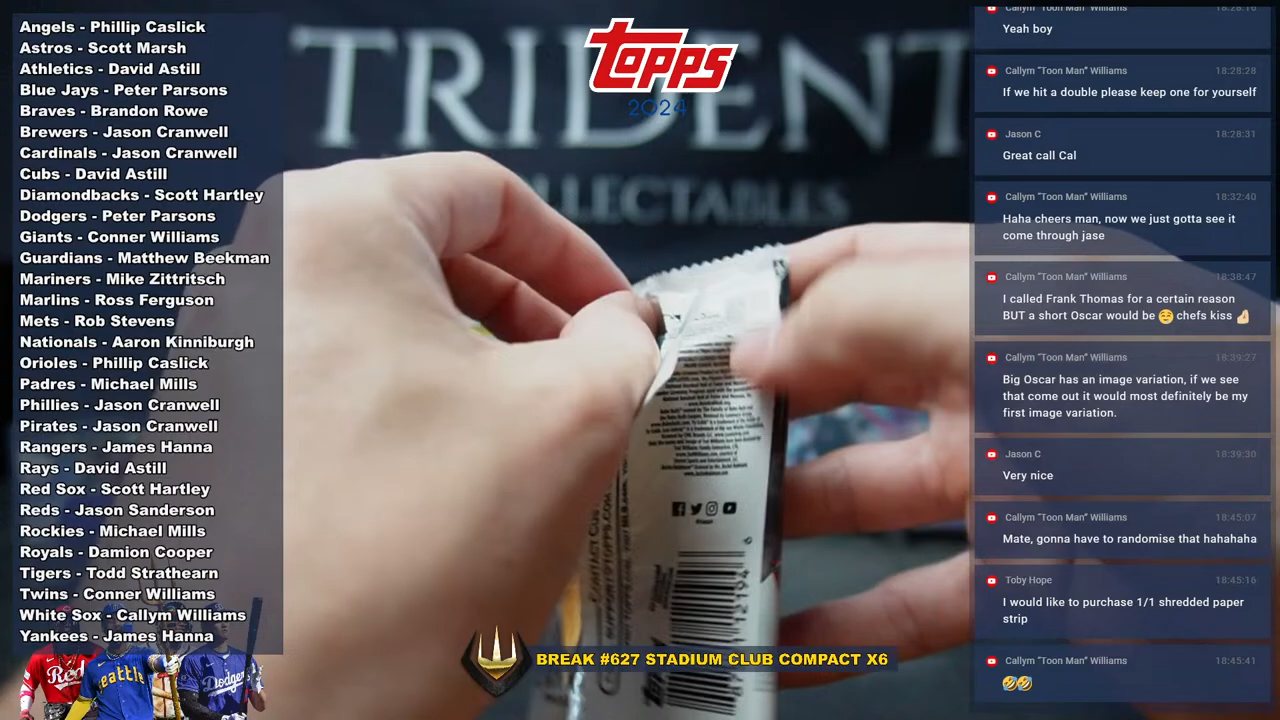 Angels - Phillip Caslick
Astros - Scott Marsh
Athletics - David Astill
Blue Jays - Peter Parsons
Braves - Brandon Rowe
Brewers - Jason Cranwell
Cardinals - Jason Cranwell
Cubs - David Astill
Diamondbacks - Scott Hartley
Dodgers - Peter Parsons
Giants - Conner Williams
Guardians - Matthew Beekman
Mariners - Mike Zittritsch
Marlins - Ross Ferguson
Mets - Rob Stevens
Nationals - Aaron Kinniburgh
Orioles - Phillip Caslick
Padres - Michael Mills
Phillies - Jason Cranwell
Pirates - Jason Cranwell
Rangers - James Hanna
Rays - David Astill
Red Sox - Scott Hartley
Reds - Jason Sanderson
Rockies - Michael Mills
Royals - Damion Cooper
Tigers - Todd Strathearn
Twins - Conner Williams
White Sox - Callyn Williams
Yankees - James Hanna
Seattle
Dodgers
TRIDENT
COLLECTABLES
topps
2024
CONTACT
BREAK #627 STADIUM CLUB COMPACT X6
Callym "Toon Man" Williams 18:28:16
Yeah boy
Callym "Toon Man" Williams 18:28:28
If we hit a double please keep one for yourself
Jason C 18:28:31
Great call Cal
Callym "Toon Man" Williams 18:32:40
Haha cheers man, now we just gotta see it
come through jase
Callym "Toon Man" Williams 18:38:47
I called Frank Thomas for a certain reason
BUT a short Oscar would be ☺️ chefs kiss 🤌🏻
Callym "Toon Man" Williams 18:39:27
Big Oscar has an image variation, if we see
that come out it would most definitely be my
first image variation.
Jason C 18:39:30
Very nice
Callym "Toon Man" Williams 18:45:07
Mate, gonna have to randomise that hahahaha
Toby Hope 18:45:16
I would like to purchase 1/1 shredded paper
strip
Callym "Toon Man" Williams 18:45:41
🤣🤣